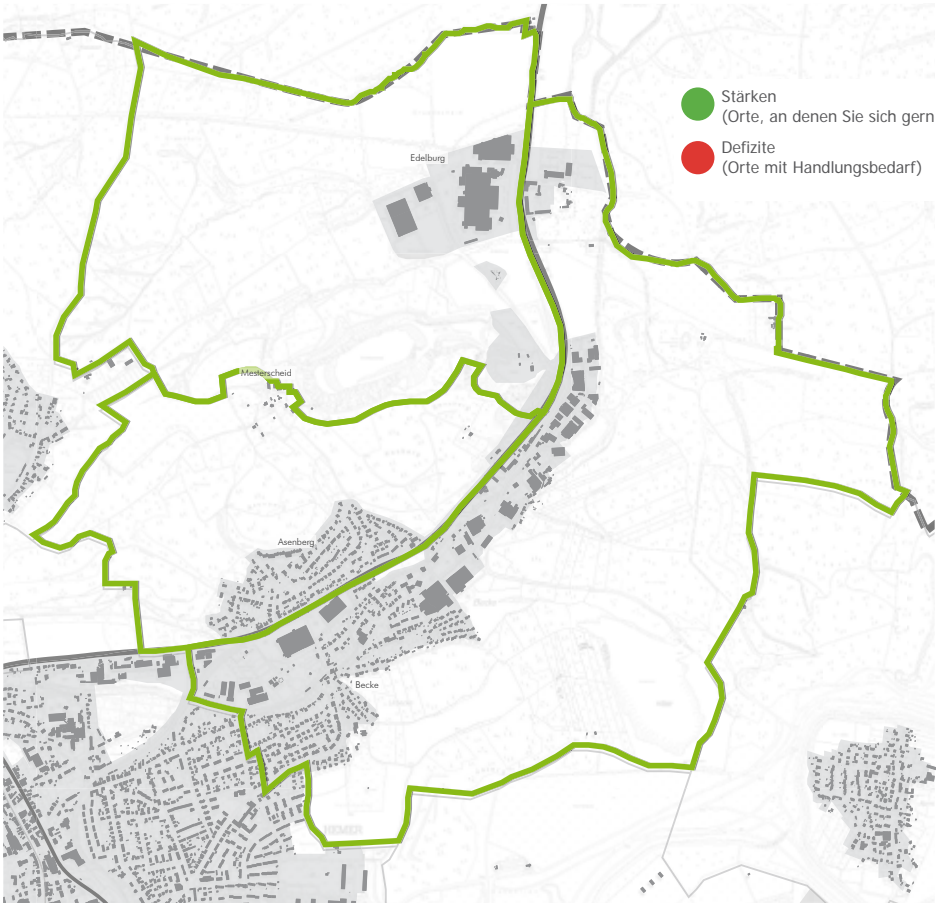 Stärken
(Orte, an denen Sie sich gern
Defizite
(Orte mit Handlungsbedarf)
Edelburg
Mesterscheid
Asenberg
Becke
HEMER